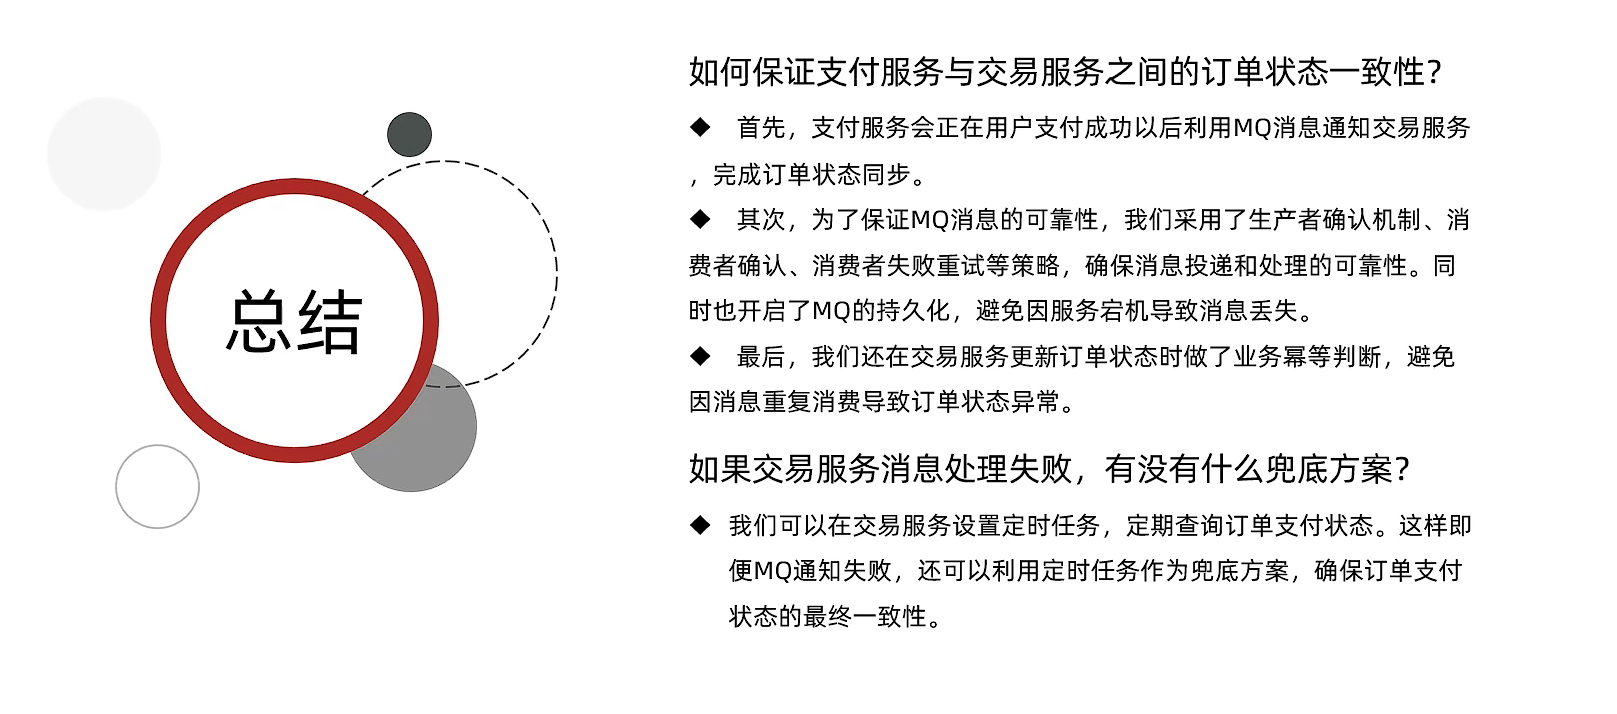 总结
如何保证支付服务与交易服务之间的订单状态一致性？
◆ 首先，支付服务会正在用户支付成功以后利用MQ消息通知交易服务
，完成订单状态同步。
◆ 其次，为了保证MQ消息的可靠性，我们采用了生产者确认机制、消
费者确认、消费者失败重试等策略，确保消息投递和处理的可靠性。同
时也开启了MQ的持久化，避免因服务宕机导致消息丢失。
◆ 最后，我们还在交易服务更新订单状态时做了业务幂等判断，避免
因消息重复消费导致订单状态异常。
如果交易服务消息处理失败，有没有什么兜底方案？
◆ 我们可以在交易服务设置定时任务，定期查询订单支付状态。这样即
便MQ通知失败，还可以利用定时任务作为兜底方案，确保订单支付
状态的最终一致性。